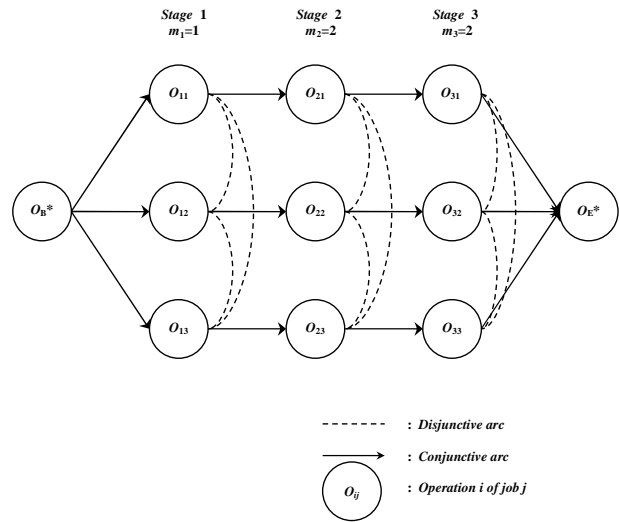 Stage 1 Stage 2 Stage 3
m1=1 m2=2 m3=2
O11 O21 O31
OB* O12 O22 O32 OE*
O13 O23 O33
: Disjunctive arc
: Conjunctive arc
Oij : Operation i of job j